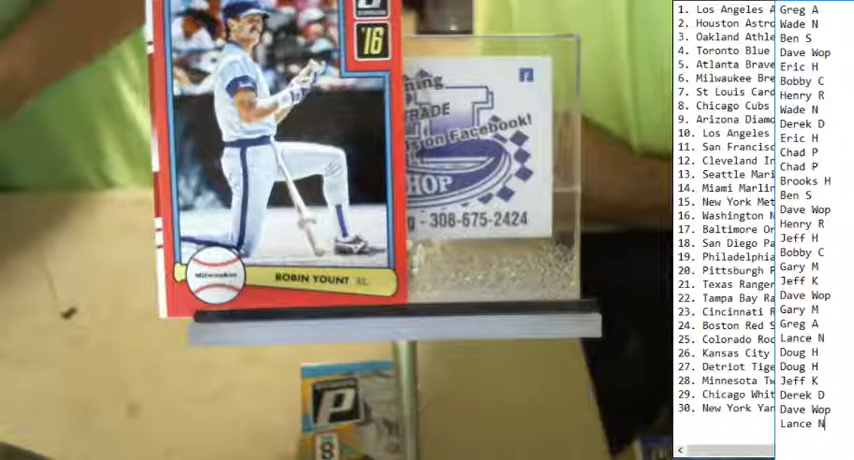 '16
Milwaukee
ROBIN YOUNT
TRADE
is on Facebook!
HOP
g - 308-675-2424
f
P
8
1. Los Angeles A
2. Houston Astro
3. Oakland Athle
4. Toronto Blue
5. Atlanta Brave
6. Milwaukee Bre
7. St Louis Card
8. Chicago Cubs
9. Arizona Diamo
10. Los Angeles
11. San Francisc
12. Cleveland In
13. Seattle Mari
14. Miami Marlin
15. New York Met
16. Washington N
17. Baltimore Or
18. San Diego Pa
19. Philadelphia
20. Pittsburgh P
21. Texas Ranger
22. Tampa Bay Ra
23. Cincinnati R
24. Boston Red S
25. Colorado Roc
26. Kansas City
27. Detriot Tige
28. Minnesota Tw
29. Chicago Whit
30. New York Yan
Greg A
Wade N
Ben S
Dave Wop
Eric H
Bobby C
Henry R
Wade N
Derek D
Eric H
Chad P
Chad P
Brooks H
Ben S
Dave Wop
Henry R
Jeff H
Bobby C
Gary M
Jeff K
Dave Wop
Gary M
Greg A
Lance N
Doug H
Doug H
Jeff K
Derek D
Dave Wop
Lance N